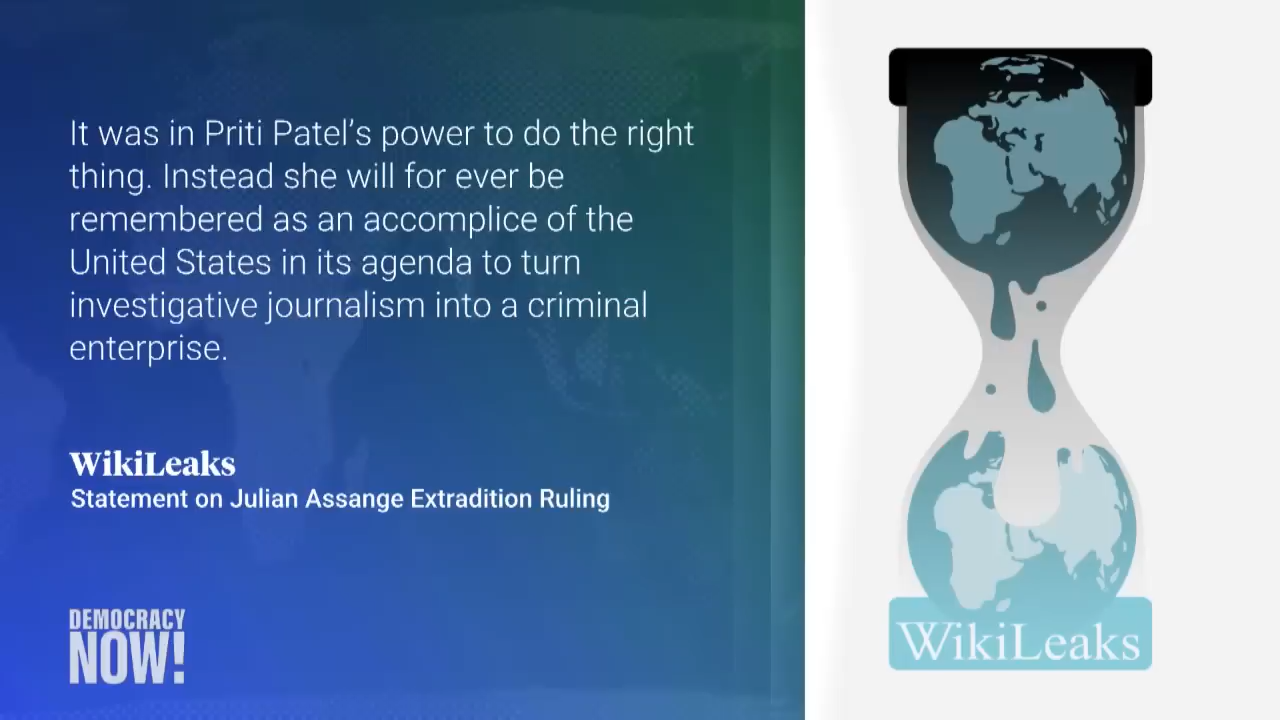 It was in Priti Patel’s power to do the right
thing. Instead she will for ever be
remembered as an accomplice of the
United States in its agenda to turn
investigative journalism into a criminal
enterprise.
WikiLeaks
Statement on Julian Assange Extradition Ruling
DEMOCRACY
NOW!
WikiLeaks